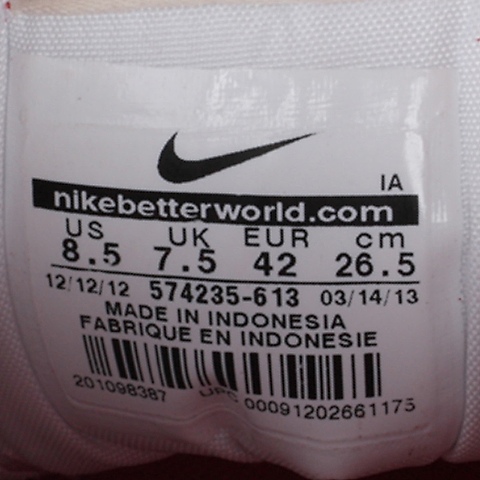 IA
nikebetterworld.com
US UK EUR cm
8.5 7.5 42 26.5
12/12/12 574235-613 03/14/13
MADE IN INDONESIA
FABRIQUE EN INDONESIE
201098387 UPC 00091202661175